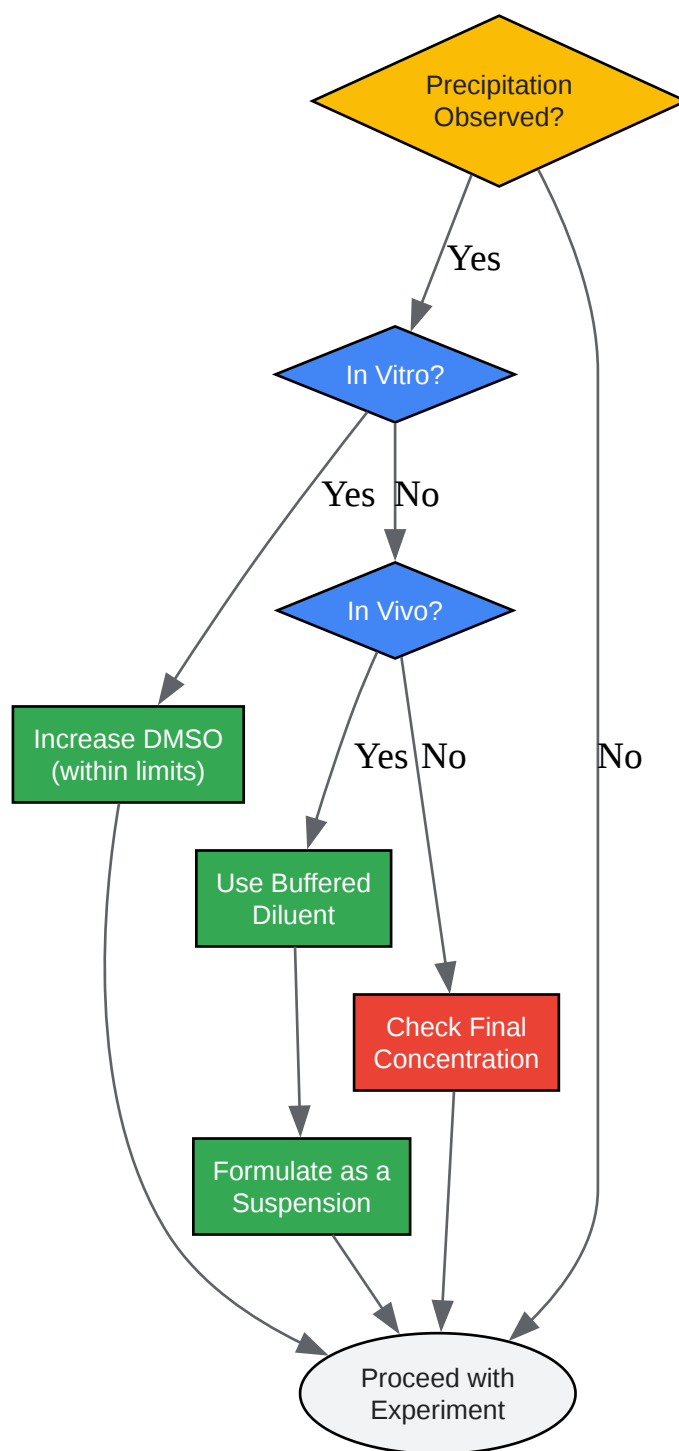 Precipitation
Observed?
Yes
In Vitro?
Yes
No
In Vivo?
Increase DMSO
(within limits)
Yes
No
No
Use Buffered
Diluent
Check Final
Concentration
Formulate as a
Suspension
Proceed with
Experiment